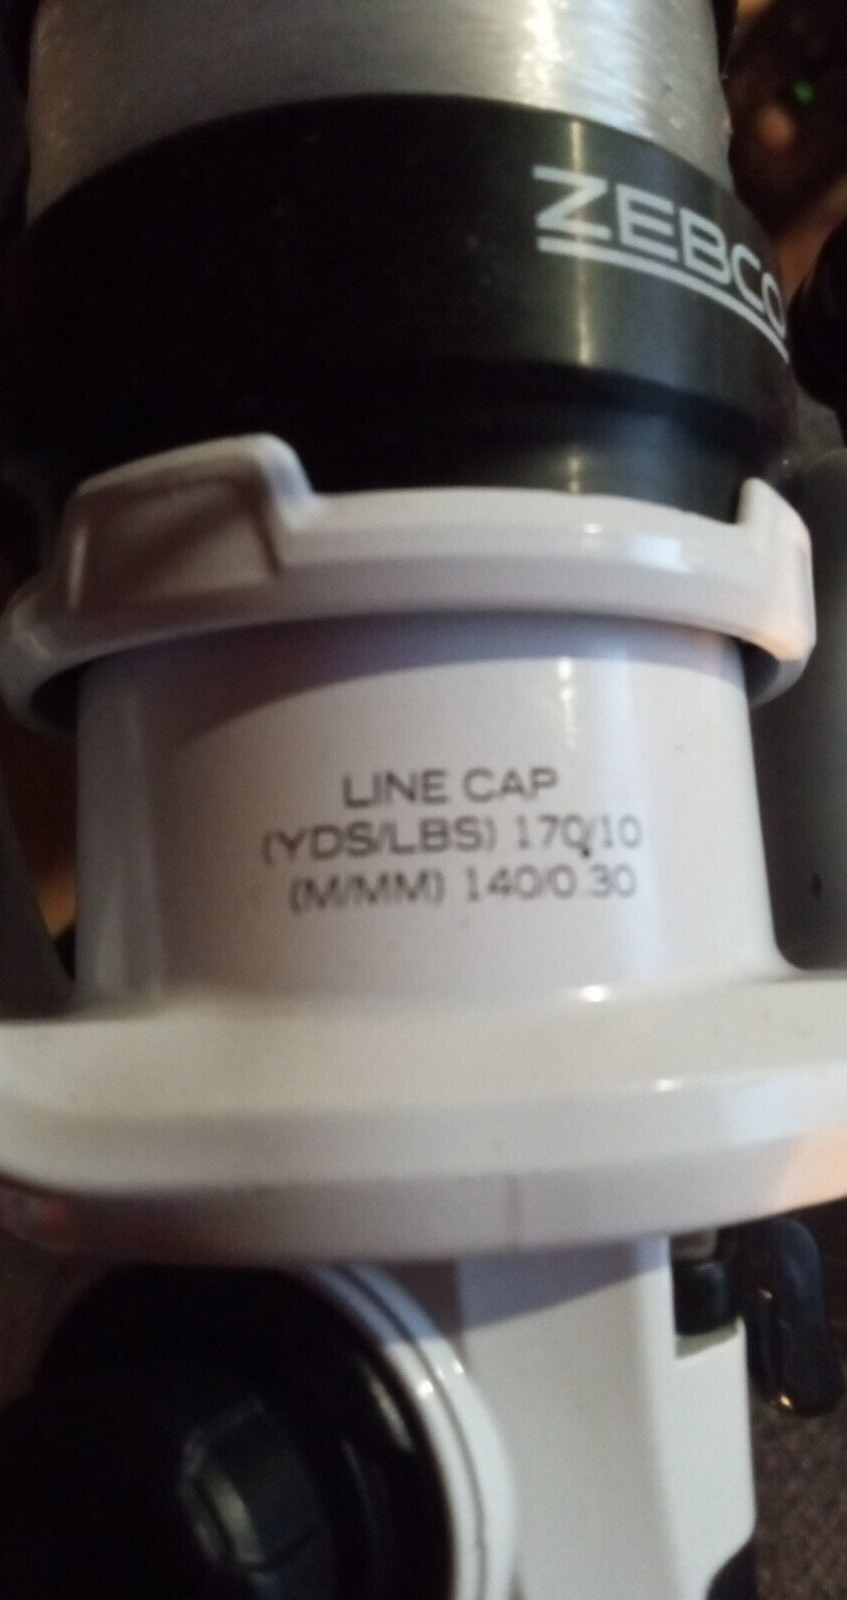 ZEBCO
LINE CAP
(YDS/LBS) 170/10
(M/MM) 140/0.30